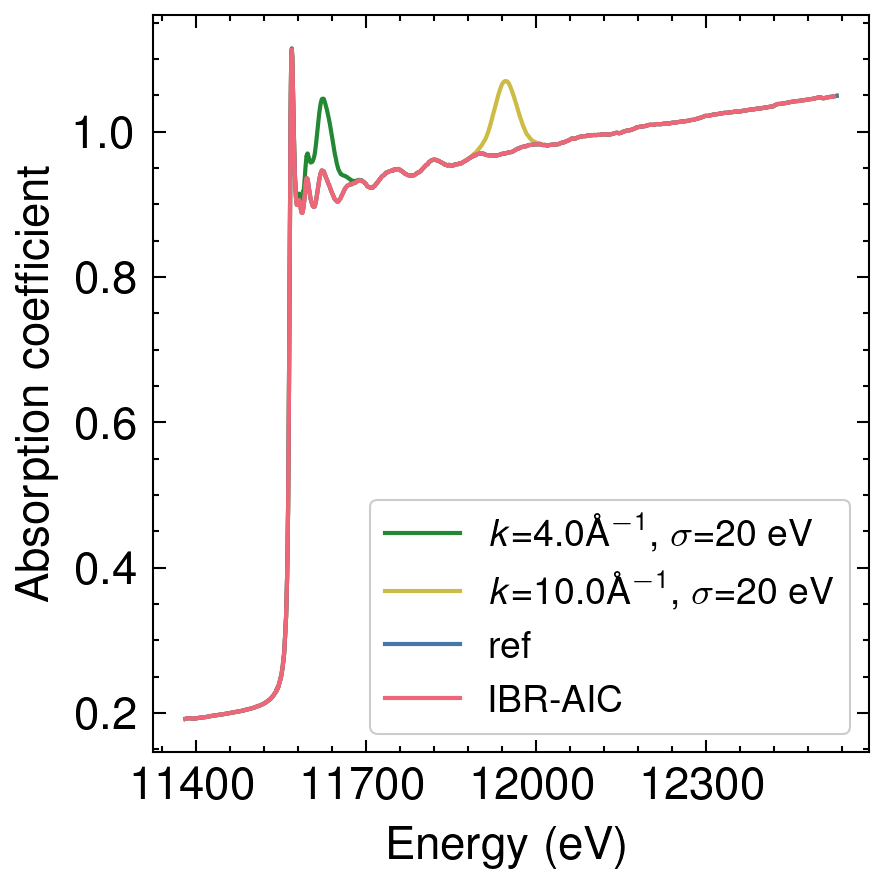 Absorption coefficient
1.0
0.8
0.6
0.4
0.2
k=4.0Å⁻¹, σ=20 eV
k=10.0Å⁻¹, σ=20 eV
ref
IBR-AIC
11400 11700 12000 12300
Energy (eV)